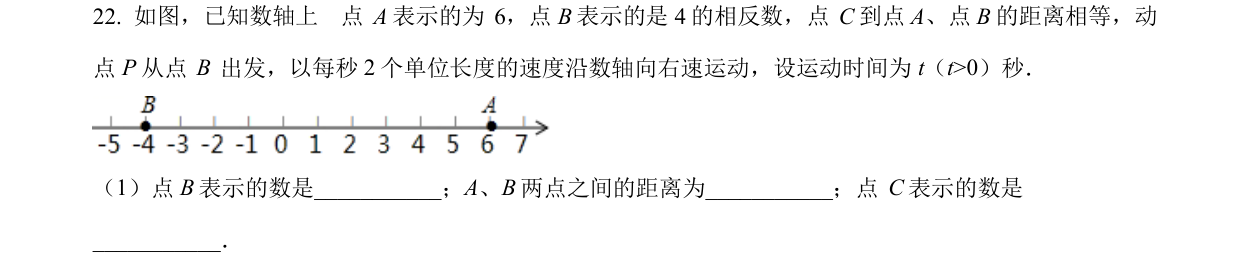 22. 如图，已知数轴上　点 A 表示的为 6，点 B 表示的是 4 的相反数，点 C 到点 A、点 B 的距离相等，动
点 P 从点 B 出发，以每秒 2 个单位长度的速度沿数轴向右速运动，设运动时间为 t（t>0）秒．
B A
-5 -4 -3 -2 -1 0 1 2 3 4 5 6 7
（1）点 B 表示的数是___________；A、B 两点之间的距离为___________；点 C 表示的数是
___________．